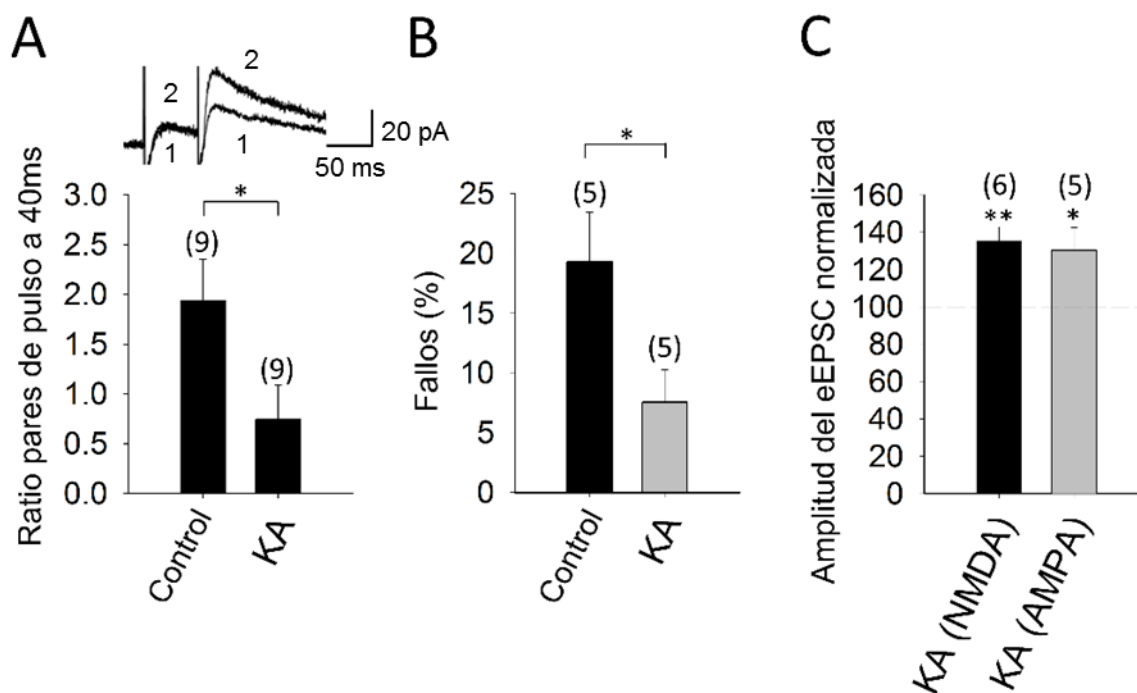 A
2
2
1
1
20 pA
50 ms
Ratio pares de pulso a 40ms
3.0
2.5
2.0
1.5
1.0
0.5
0.0
*
(9)
(9)
Control
KA
B
Fallos (%)
25
20
15
10
5
0
*
(5)
(5)
Control
KA
C
Amplitud del eEPSC normalizada
160
140
120
100
80
60
40
20
0
(6)
(5)
**
*
KA (NMDA)
KA (AMPA)